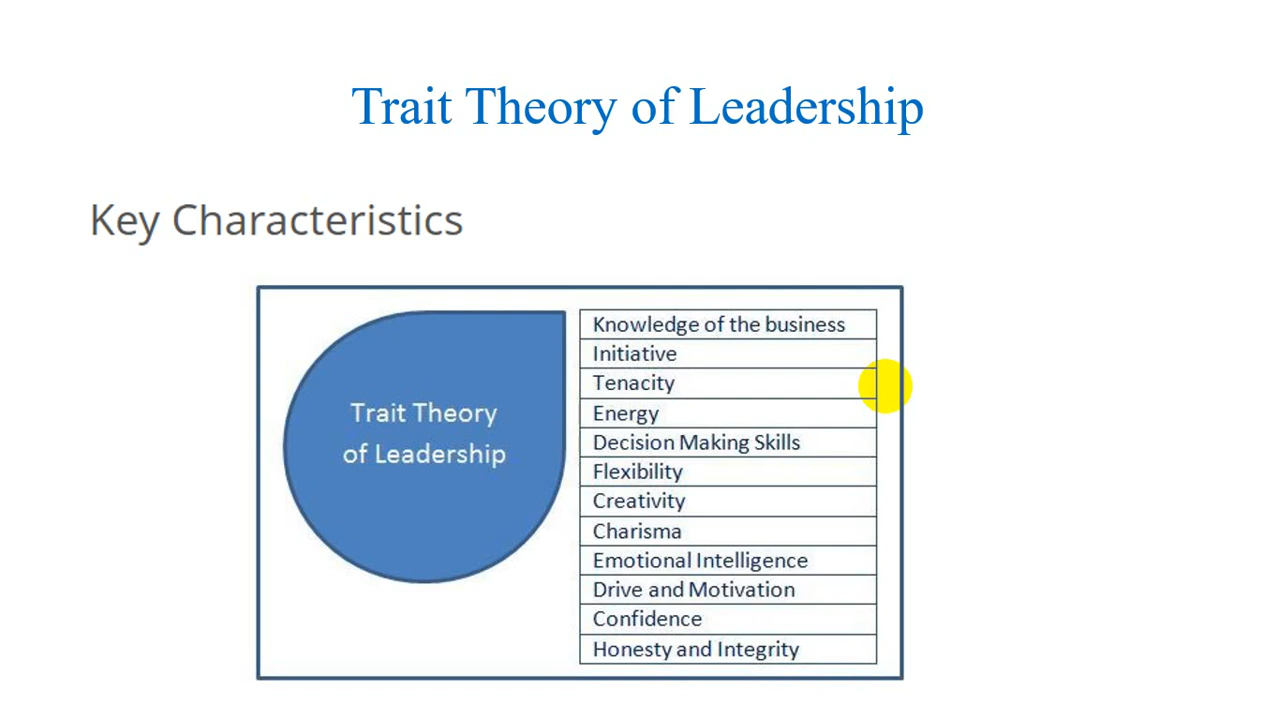 Trait Theory of Leadership
Key Characteristics
Trait Theory
of Leadership
Knowledge of the business
Initiative
Tenacity
Energy
Decision Making Skills
Flexibility
Creativity
Charisma
Emotional Intelligence
Drive and Motivation
Confidence
Honesty and Integrity